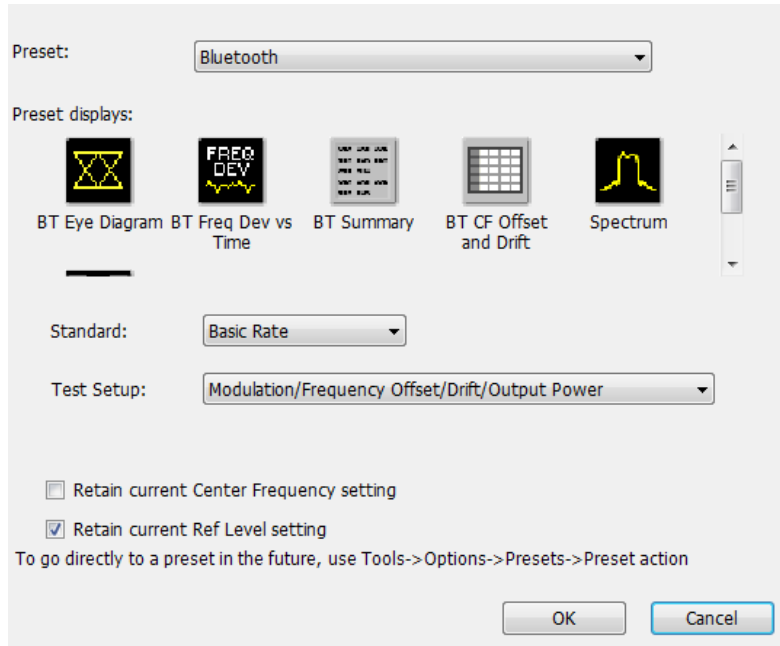 Preset:
Bluetooth
Preset displays:
FREQ
DEV
BT Eye Diagram
BT Freq Dev vs
Time
BT Summary
BT CF Offset
and Drift
Spectrum
Standard:
Basic Rate
Test Setup:
Modulation/Frequency Offset/Drift/Output Power
Retain current Center Frequency setting
Retain current Ref Level setting
To go directly to a preset in the future, use Tools->Options->Presets->Preset action
OK
Cancel